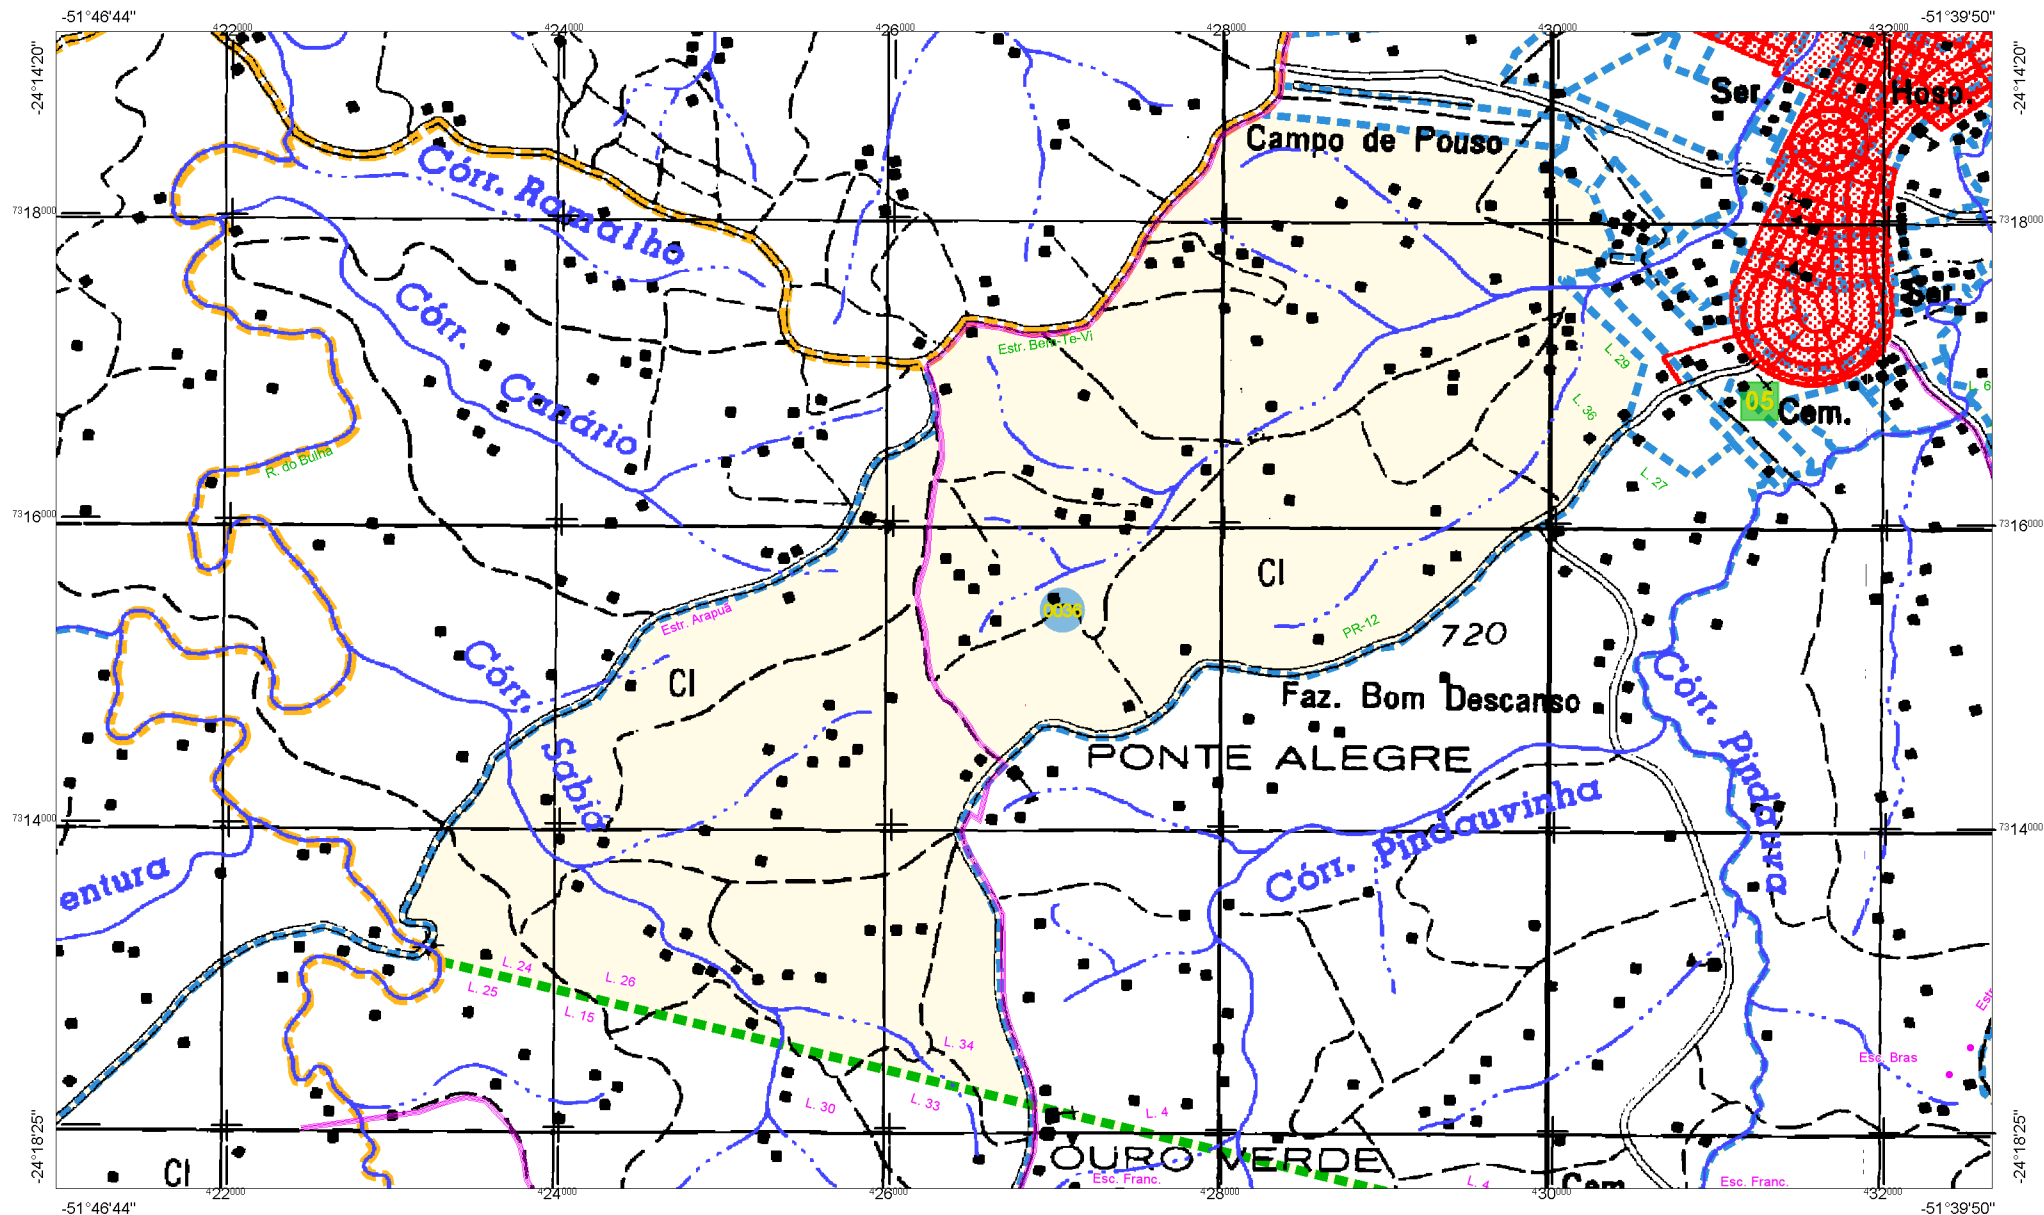 -51°46'44"
-51°39'50"
422000
424000
426000
428000
430000
432000
-24°14'20"
-24°14'20"
Ser.
Hosp.
Campo de Pouso
Córr. Romalho
7318000
7318000
Ser
Córr. Canário
Estr. Bem-Te-Vi
L. 29
L. 36
L. 6
05
Cem.
R. do Bulha
L. 27
7316000
7316000
CI
0036
Estr. Arapuã
PR-12
720
Córr. Sabiá
CI
Faz. Bom Descanso
Córr. Pindaura
PONTE ALEGRE
Córr. Pindauvinha
7314000
7314000
entura
L. 24
L. 25
L. 26
L. 15
L. 34
Estr
Esc. Bras
L. 30
L. 33
L. 4
-24°18'25"
-24°18'25"
OURO VERDE
CI
Esc. Franc.
L. 4
Esc. Franc.
Cem
422000
424000
426000
428000
430000
432000
-51°46'44"
-51°39'50"